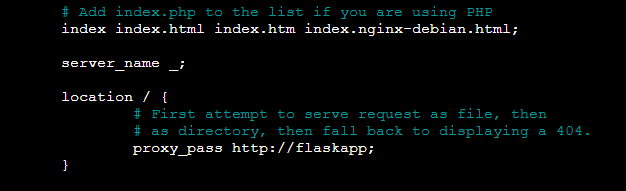 # Add index.php to the list if you are using PHP
index index.html index.htm index.nginx-debian.html;
server_name _;
location / {
# First attempt to serve request as file, then
# as directory, then fall back to displaying a 404.
proxy_pass http://flaskapp;
}